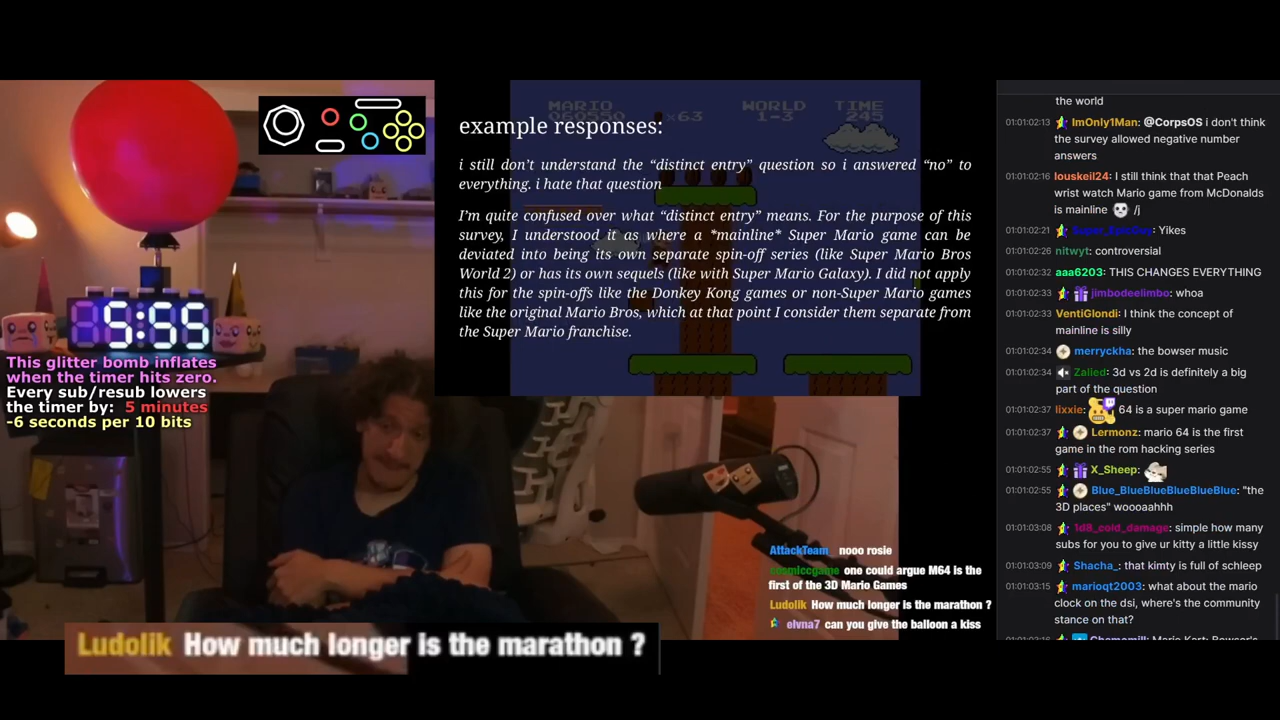 MARIO
x63
WORLD
1-3
TIME
245
example responses:
i still don't understand the “distinct entry” question so i answered “no” to
everything. i hate that question
I'm quite confused over what “distinct entry” means. For the purpose of this
survey, I understood it as where a *mainline* Super Mario game can be
deviated into being its own separate spin-off series (like Super Mario Bros
World 2) or has its own sequels (like with Super Mario Galaxy). I did not apply
this for the spin-offs like the Donkey Kong games or non-Super Mario games
like the original Mario Bros, which at that point I consider them separate from
the Super Mario franchise.
5:55
This glitter bomb inflates
when the timer hits zero.
Every sub/resub lowers
the timer by: 5 minutes
-6 seconds per 10 bits
AttackTeam nooo rosie
cosmiccgame one could argue M64 is the
first of the 3D Mario Games
Ludolik How much longer is the marathon ?
elvna7 can you give the balloon a kiss
Ludolik How much longer is the marathon ?
the world
01:01:02:13 ImOnly1Man: @CorpsOS i don't think
the survey allowed negative number
answers
01:01:02:16 louskeil24: I still think that that Peach
wrist watch Mario game from McDonalds
is mainline /j
01:01:02:21 Super_EpicGuy: Yikes
01:01:02:26 nitwyt: controversial
01:01:02:32 aaa6203: THIS CHANGES EVERYTHING
01:01:02:33 jimbodeelimbo: whoa
01:01:02:33 VentiGlondi: I think the concept of
mainline is silly
01:01:02:34 merryckha: the bowser music
01:01:02:34 Zalled: 3d vs 2d is definitely a big
part of the question
01:01:02:37 lixxie: 64 is a super mario game
01:01:02:37 Lermonz: mario 64 is the first
game in the rom hacking series
01:01:02:55 X_Sheep:
01:01:02:55 Blue_BlueBlueBlueBlueBlue: "the
3D places" woooaahhh
01:01:03:08 1d8_cold_damage: simple how many
subs for you to give ur kitty a little kissy
01:01:03:09 Shacha_: that kimty is full of schleep
01:01:03:15 marioqt2003: what about the mario
clock on the dsi, where's the community
stance on that?